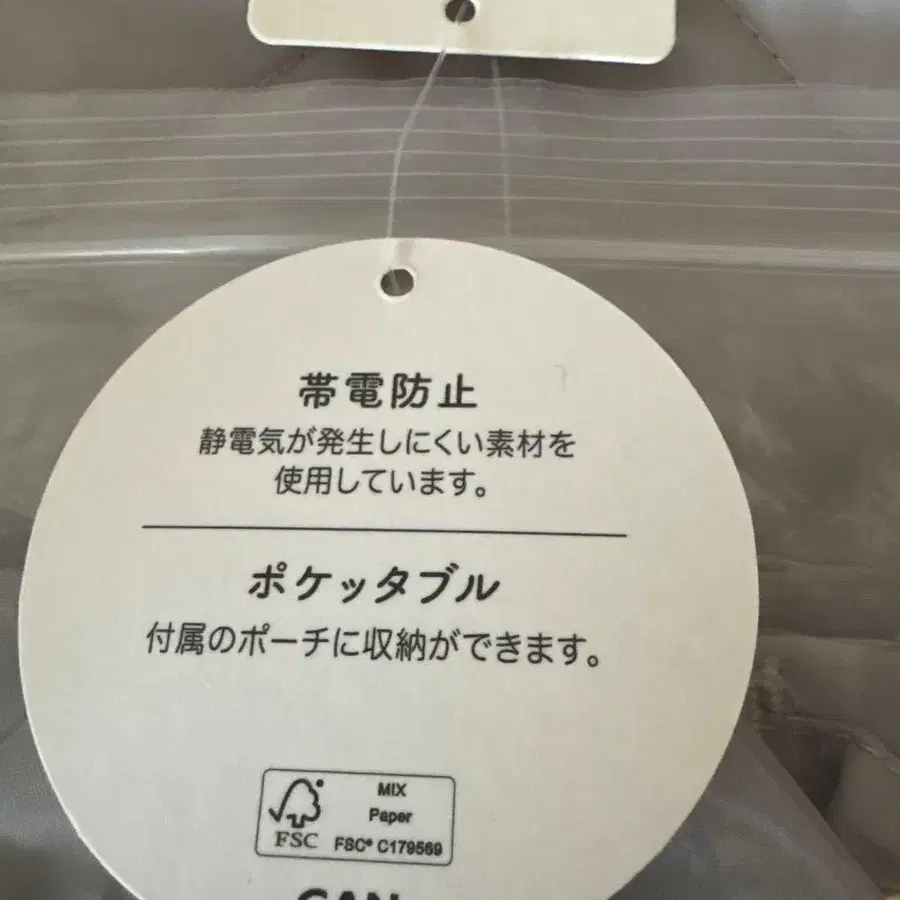 帯電防止
静電気が発生しにくい素材を
使用しています。
ポケッタブル
付属のポーチに収納ができます。
FSC
MIX
Paper
FSC® C179569